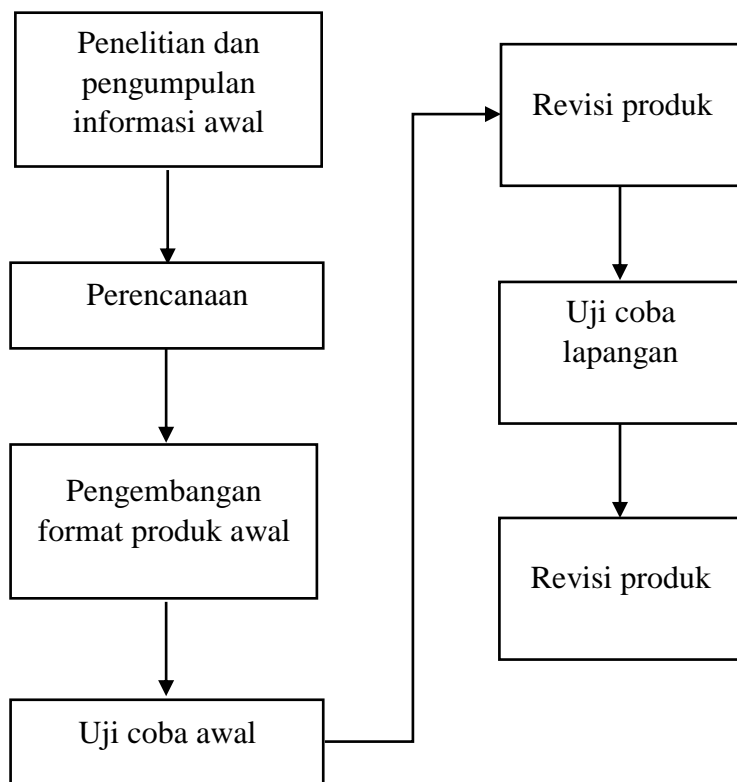 Penelitian dan
pengumpulan
informasi awal
Perencanaan
Pengembangan
format produk awal
Uji coba awal
Revisi produk
Uji coba
lapangan
Revisi produk